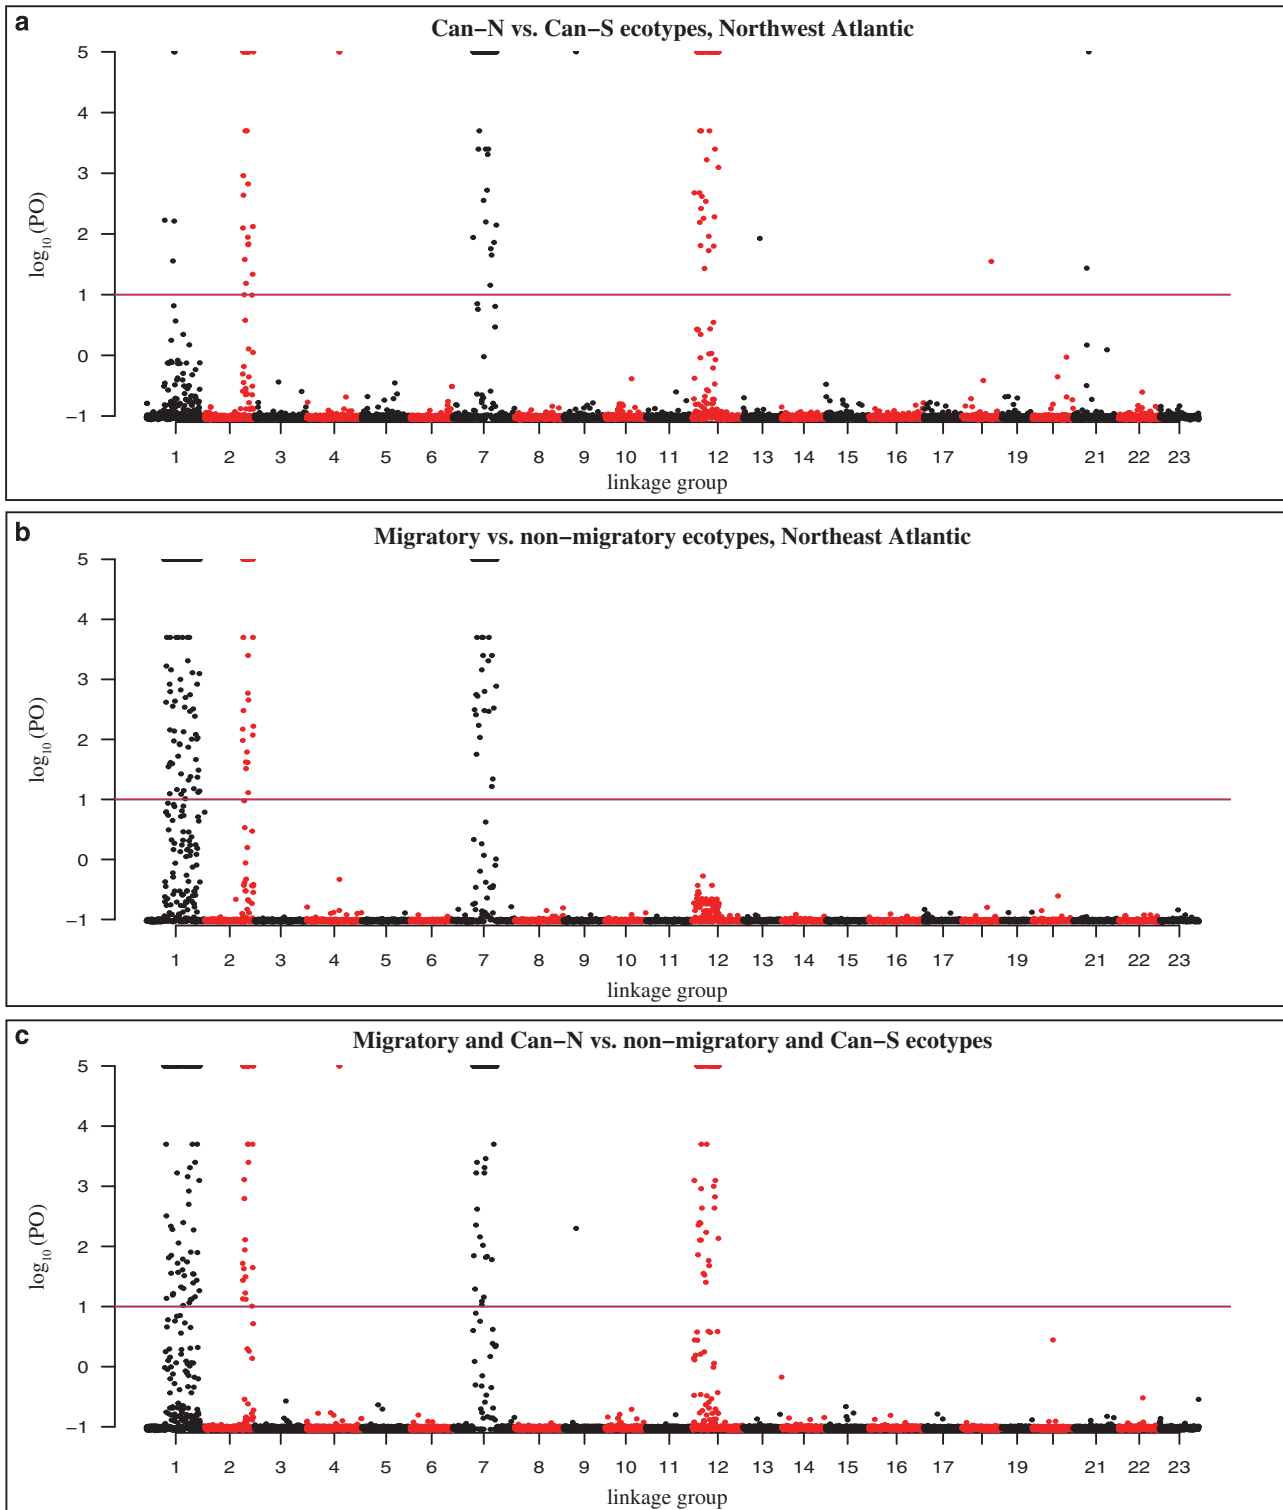 a
Can−N vs. Can−S ecotypes, Northwest Atlantic
5
4
3
2
1
0
−1
log10(PO)
1 2 3 4 5 6 7 8 9 10 11 12 13 14 15 16 17 19 21 22 23
linkage group
b
Migratory vs. non−migratory ecotypes, Northeast Atlantic
5
4
3
2
1
0
−1
log10(PO)
1 2 3 4 5 6 7 8 9 10 11 12 13 14 15 16 17 19 21 22 23
linkage group
c
Migratory and Can−N vs. non−migratory and Can−S ecotypes
5
4
3
2
1
0
−1
log10(PO)
1 2 3 4 5 6 7 8 9 10 11 12 13 14 15 16 17 19 21 22 23
linkage group